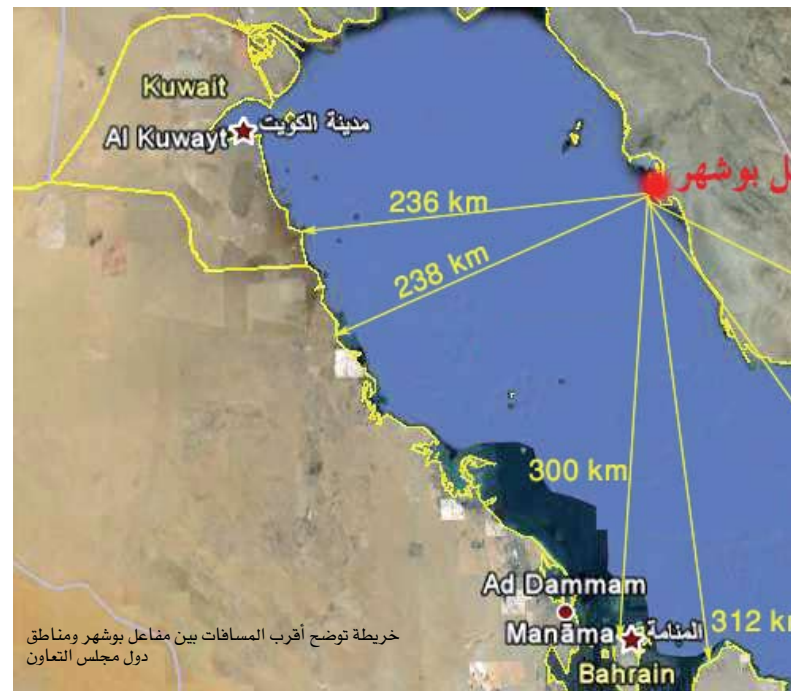 Kuwait
Al Kuwayt مدينة الكويت
ل بوشهر
236 km
238 km
300 km
Ad Dammam
Manāma المنامة
312 k
Bahrain
خريطة توضح أقرب المسافات بين مفاعل بوشهر ومناطق
دول مجلس التعاون